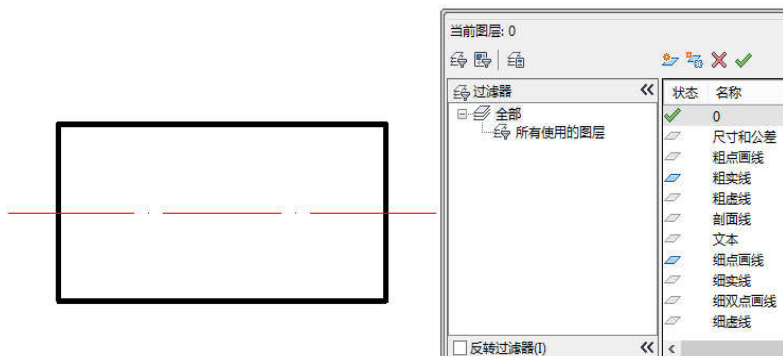 当前图层: 0
过滤器
全部
所有使用的图层
反转过滤器(I)
状态 名称
0
尺寸和公差
粗点画线
粗实线
粗虚线
剖面线
文本
细点画线
细实线
细双点画线
细虚线